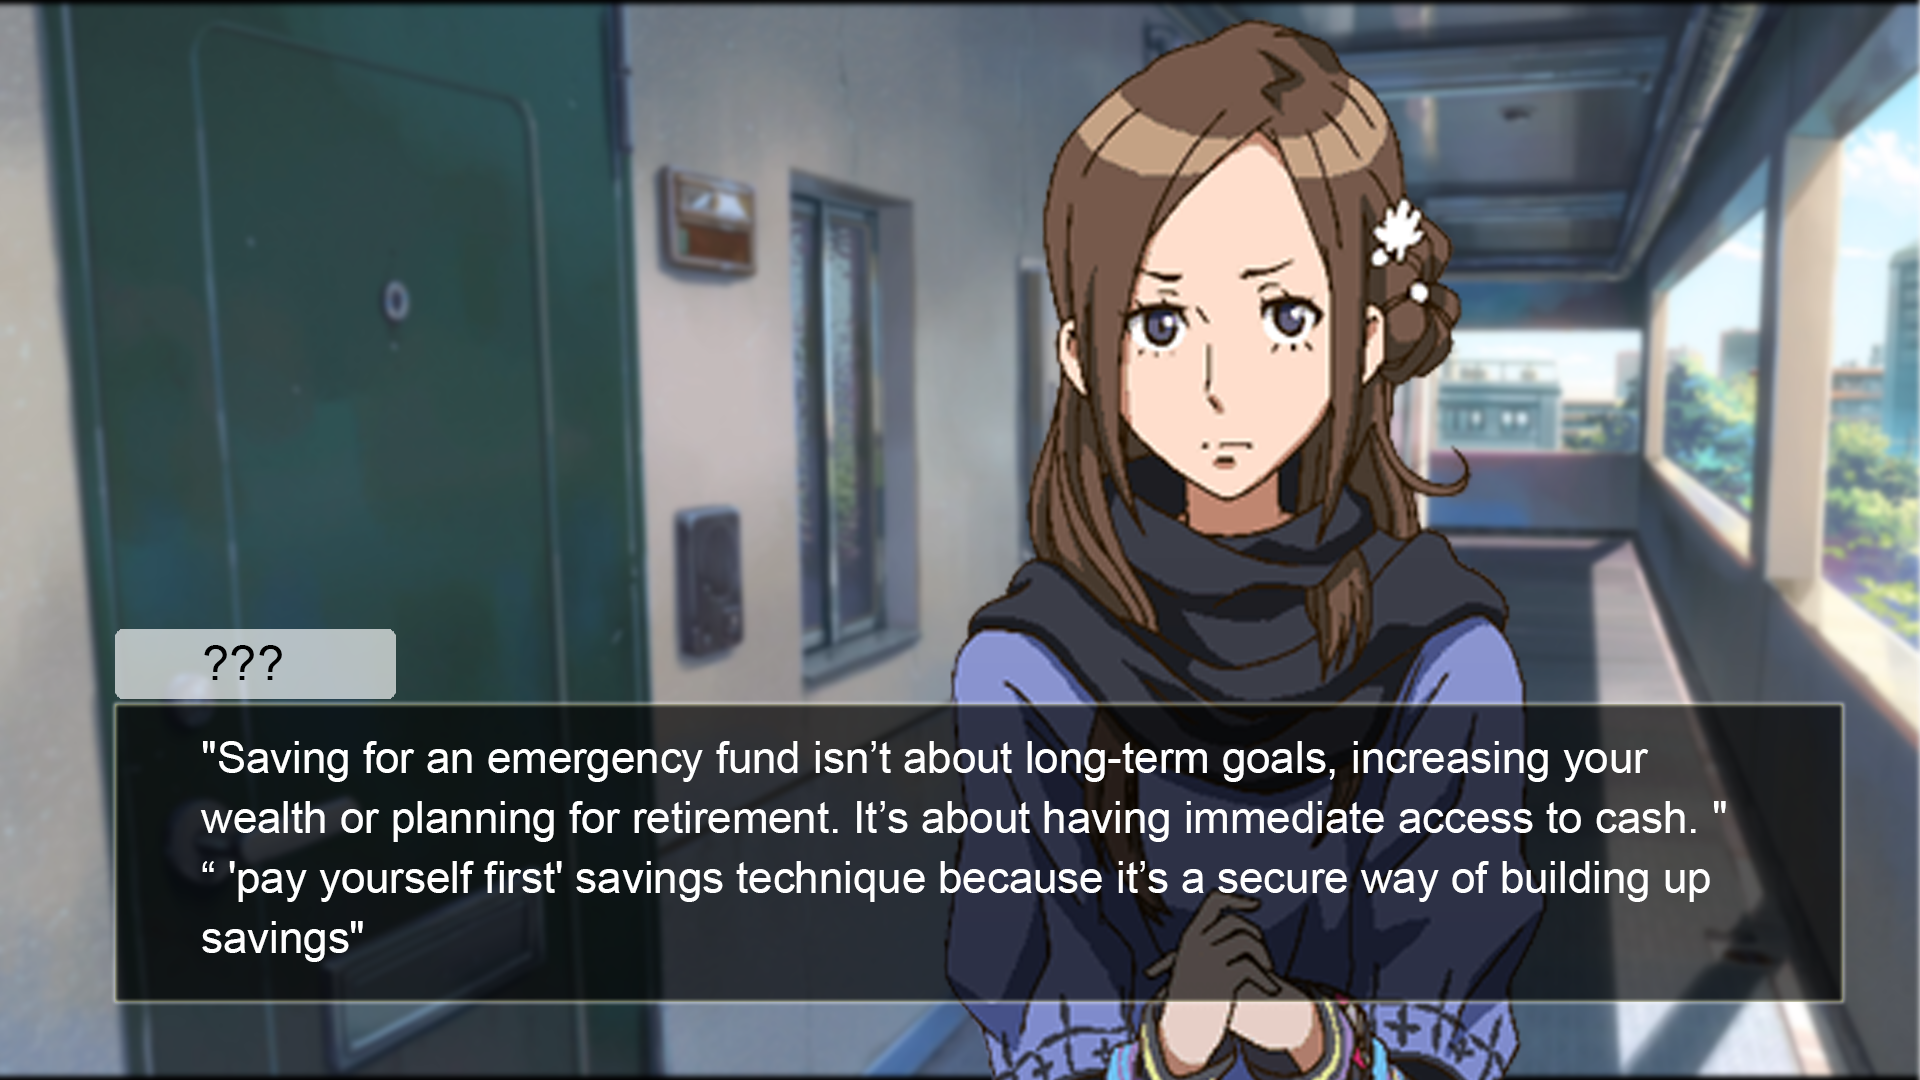 ???
"Saving for an emergency fund isn’t about long-term goals, increasing your
wealth or planning for retirement. It’s about having immediate access to cash. "
“ 'pay yourself first' savings technique because it’s a secure way of building up
savings"